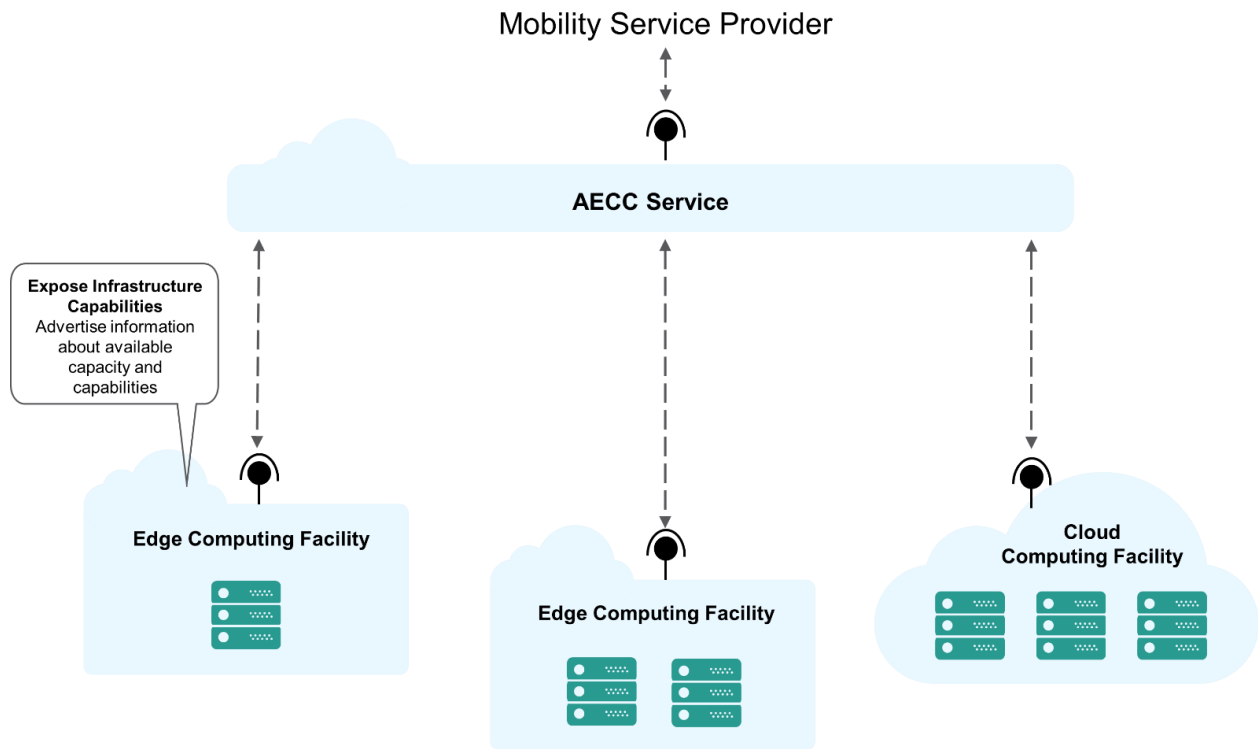 Mobility Service Provider
AECC Service
Expose Infrastructure
Capabilities
Advertise information
about available
capacity and
capabilities
Edge Computing Facility
Edge Computing Facility
Cloud
Computing Facility